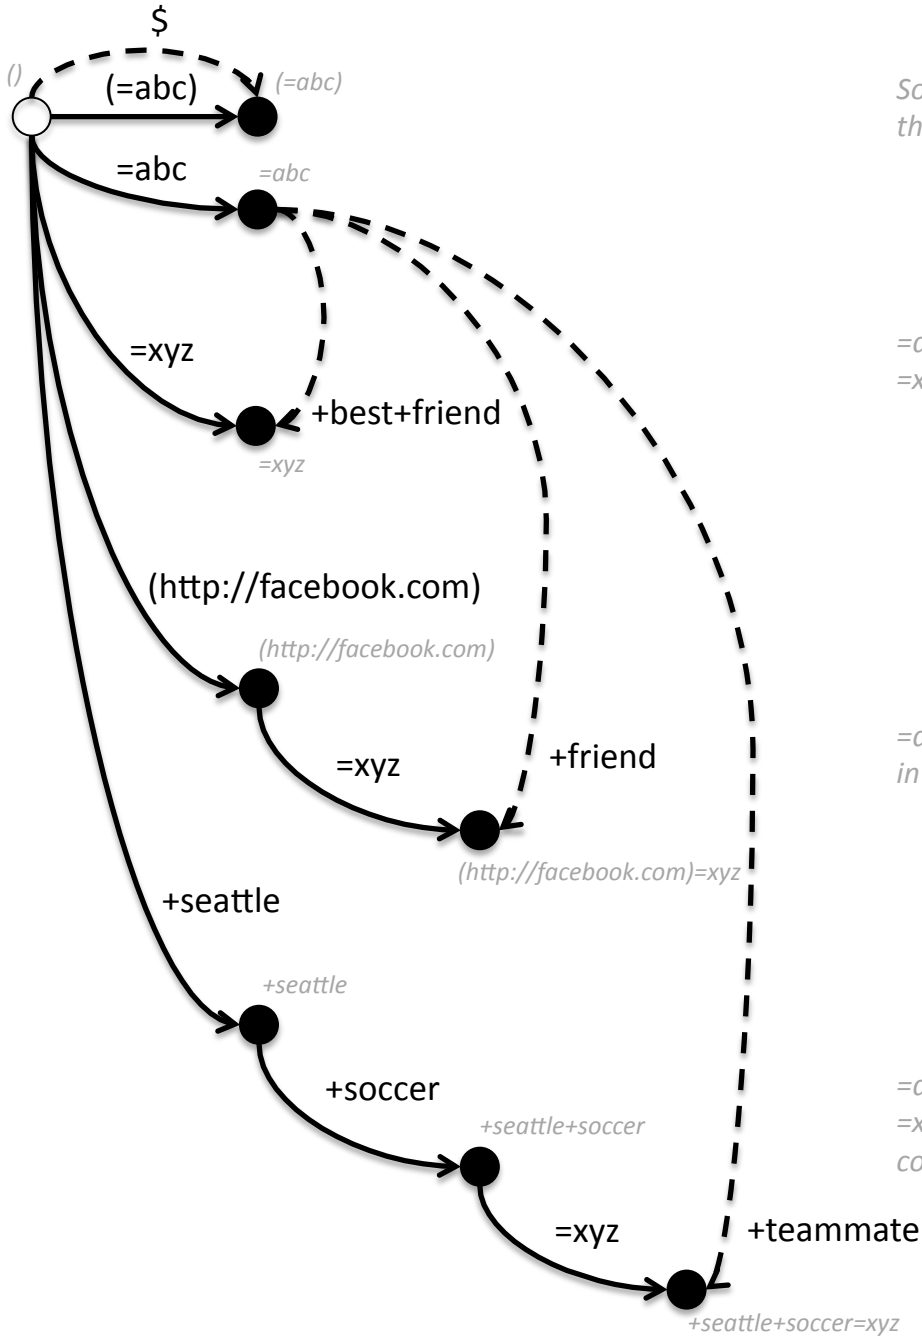 $
()
(=abc)
(=abc)
=abc
=abc
=xyz
+best+friend
=xyz
(http://facebook.com)
(http://facebook.com)
+friend
=xyz
in
(http://facebook.com)=xyz
+seattle
+seattle
+soccer
+seattle+soccer
=xyz
+teammate
+seattle+soccer=xyz